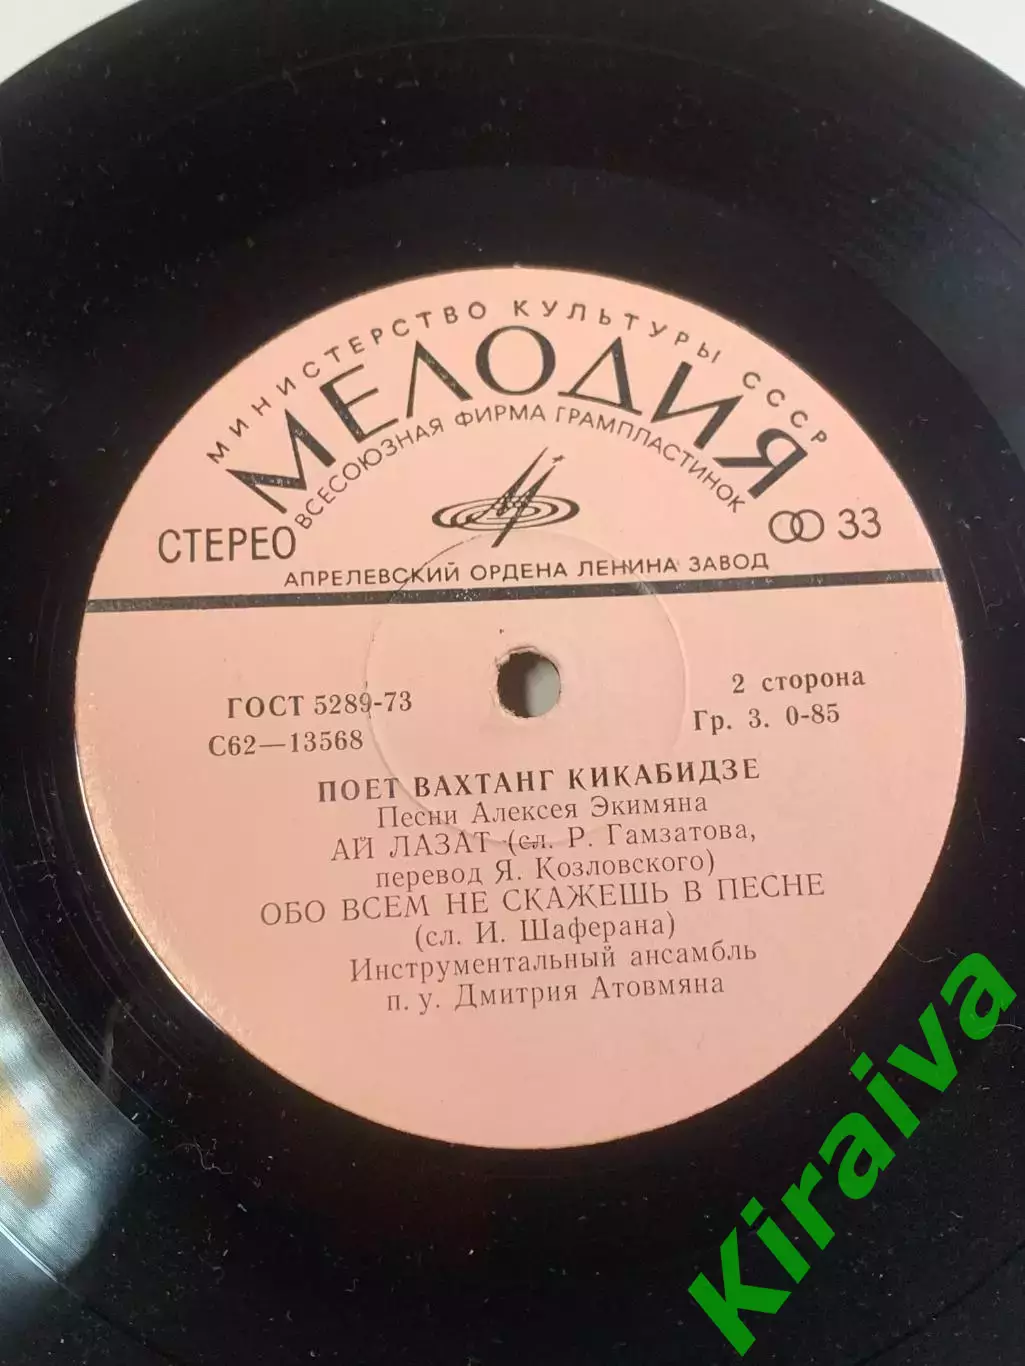 МИНИСТЕРСТВО КУЛЬТУРЫ СССР
МЕЛОДИЯ
ВСЕСОЮЗНАЯ ФИРМА ГРАМПЛАСТИНОК
СТЕРЕО
33
АПРЕЛЕВСКИЙ ОРДЕНА ЛЕНИНА ЗАВОД
ГОСТ 5289-73
2 сторона
С62—13568
Гр. 3. 0-85
ПОЕТ ВАХТАНГ КИКАБИДЗЕ
Песни Алексея Экимяна
АЙ ЛАЗАТ (сл. Р. Гамзатова,
перевод Я. Козловского)
ОБО ВСЕМ НЕ СКАЖЕШЬ В ПЕСНЕ
(сл. И. Шаферана)
Инструментальный ансамбль
п. у. Дмитрия Атовмяна
Kiraiva